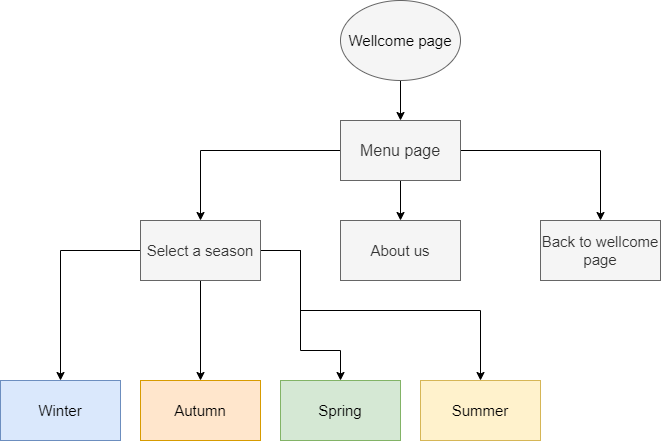 Wellcome page
Menu page
Select a season
About us
Back to wellcome
page
Winter
Autumn
Spring
Summer